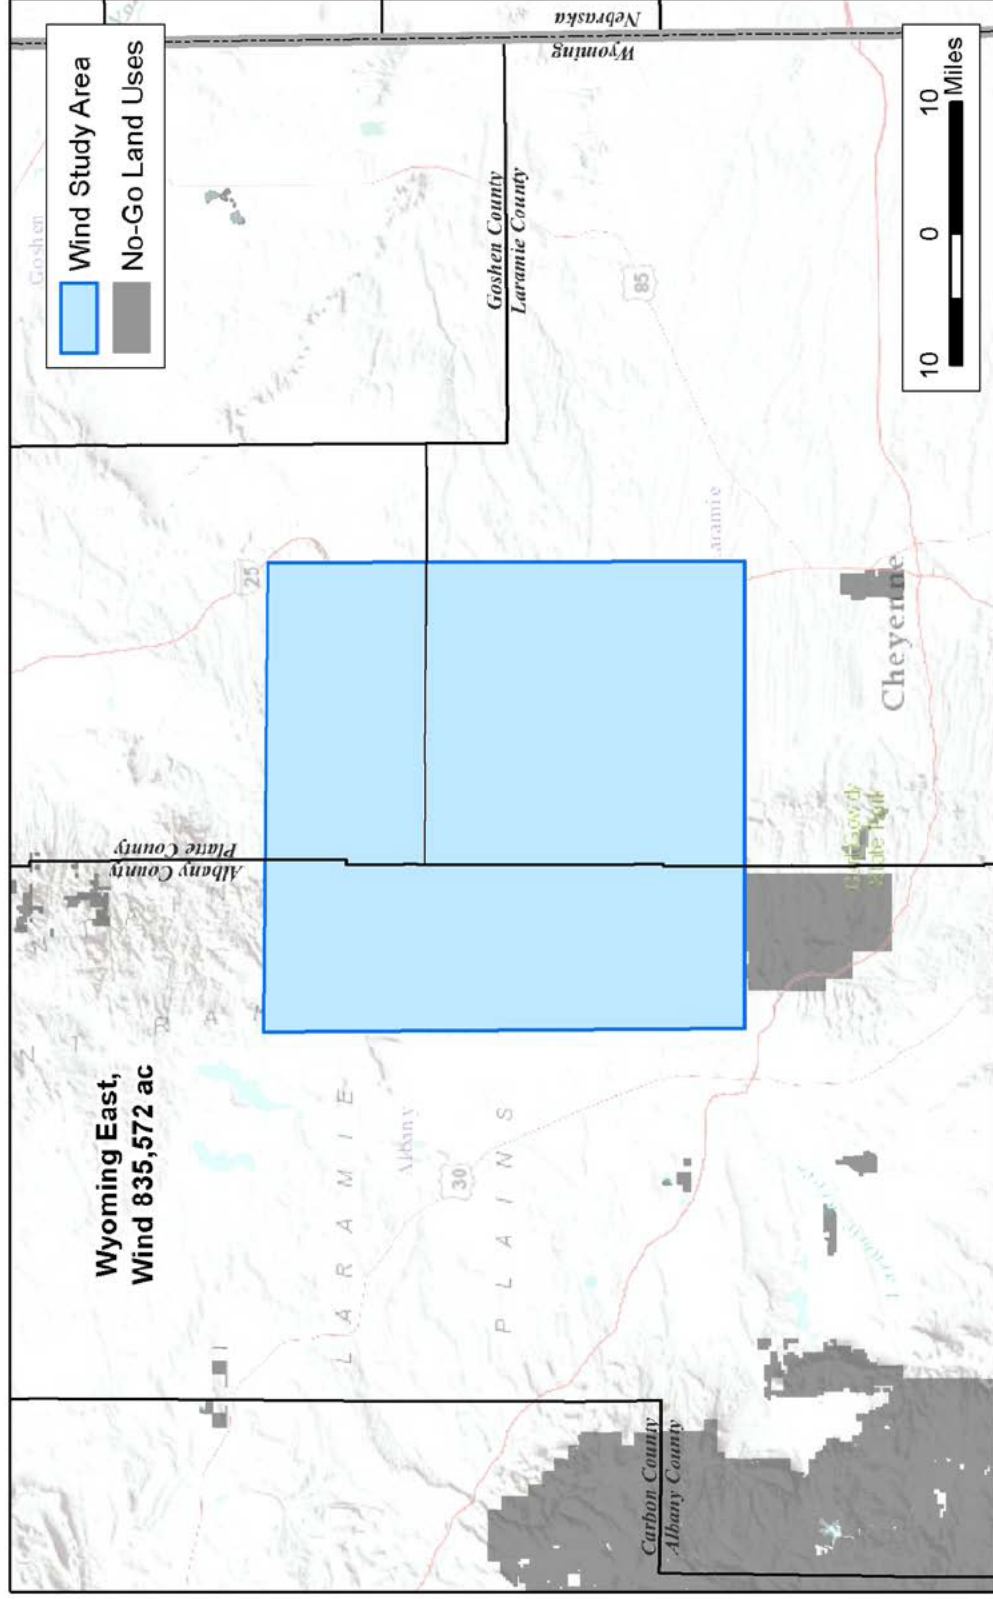 Wyoming East,
Wind 835,572 ac
Wind Study Area
No-Go Land Uses
Goshen
Nebraska
Wyoming
Platte County
Albany County
25
Goshen County
Laramie County
85
LARAMIE
PLAINS
Albany
30
Carbon County
Albany County
Cheyenne
State Park
10 0 10
Miles